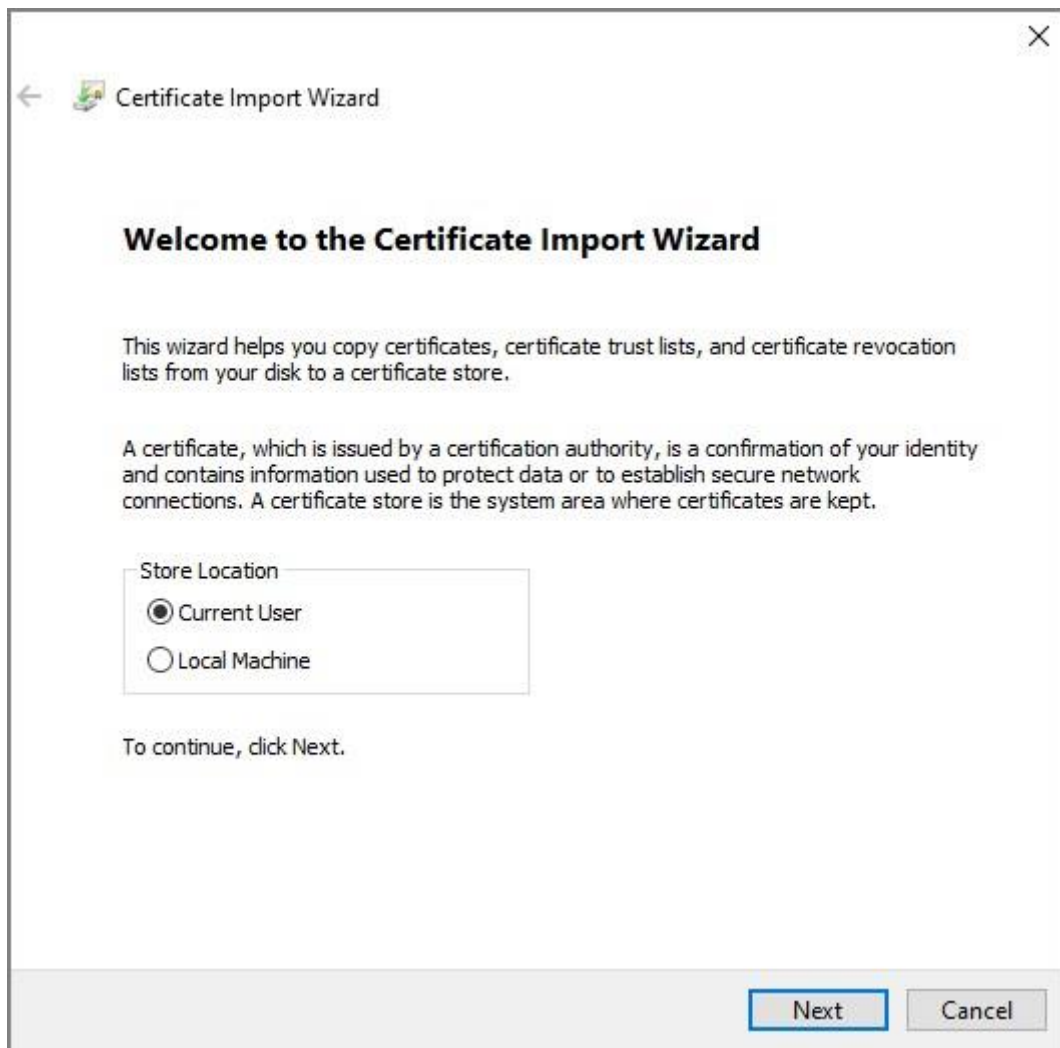 Certificate Import Wizard
Welcome to the Certificate Import Wizard
This wizard helps you copy certificates, certificate trust lists, and certificate revocation
lists from your disk to a certificate store.
A certificate, which is issued by a certification authority, is a confirmation of your identity
and contains information used to protect data or to establish secure network
connections. A certificate store is the system area where certificates are kept.
Store Location
Current User
Local Machine
To continue, click Next.
Next Cancel